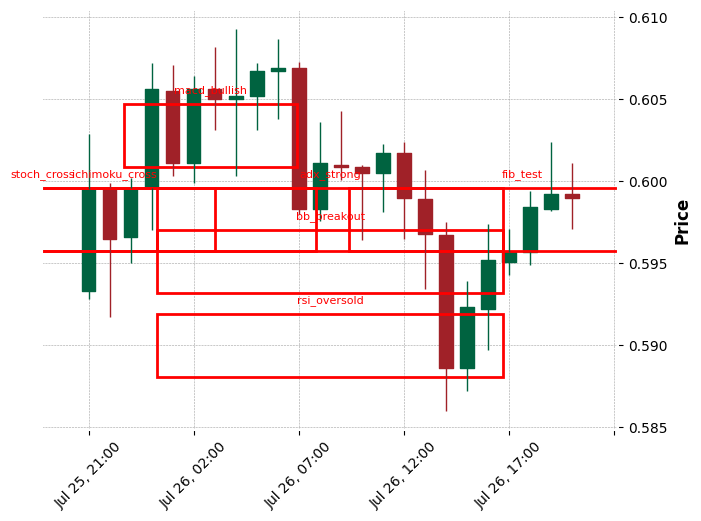 0.610
macd_bullish
0.605
stoch_cross
ichimoku_cross
adx_strong
fib_test
0.600
bb_breakout
Price
0.595
rsi_oversold
0.590
0.585
Jul 25, 21:00
Jul 26, 02:00
Jul 26, 07:00
Jul 26, 12:00
Jul 26, 17:00